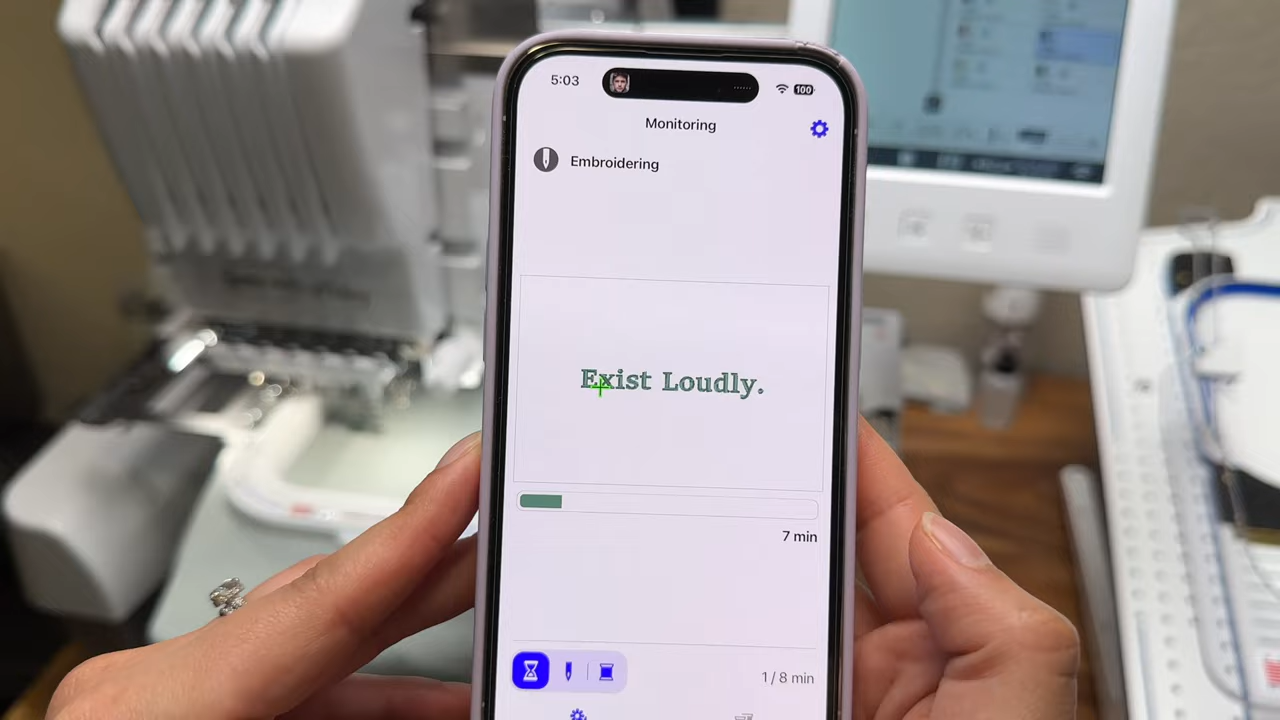 5:03
100
Monitoring
Embroidering
Exist Loudly.
7 min
1/8 min